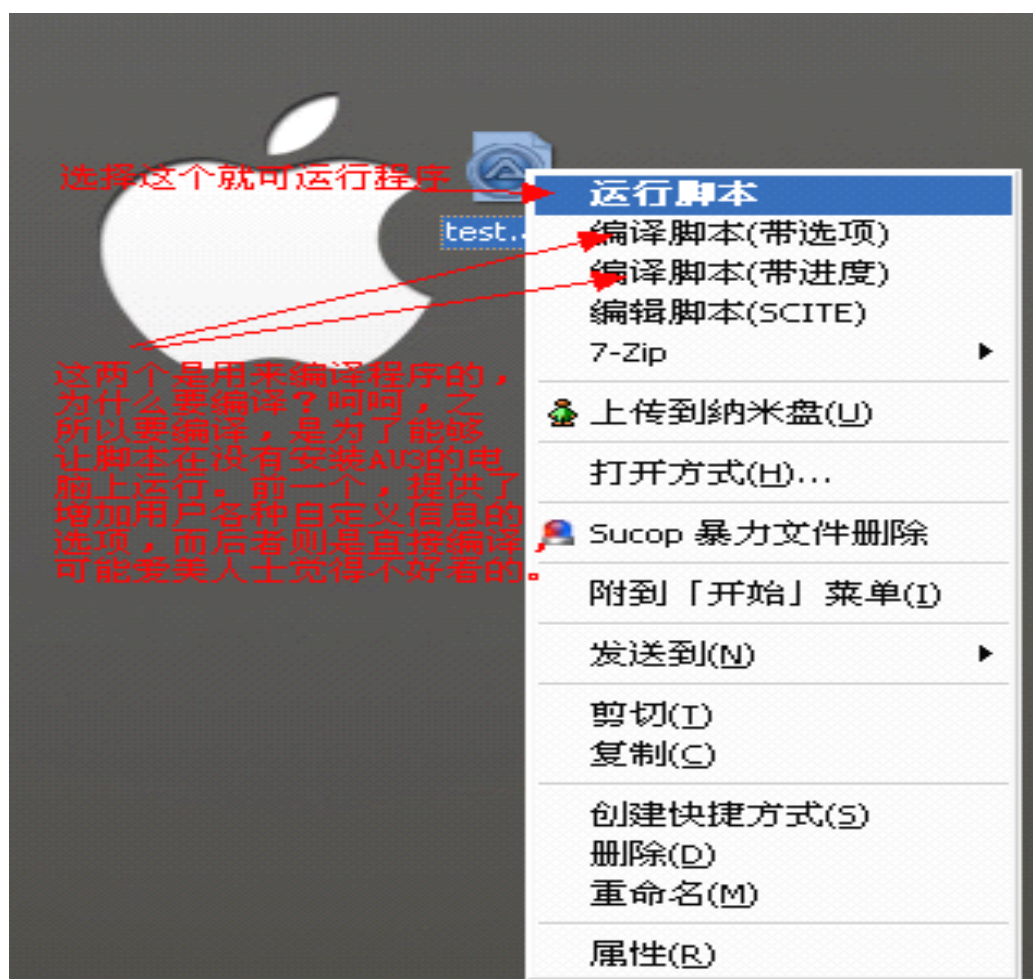 选择这个就可运行程序
test.
运行脚本
编译脚本(带选项)
编译脚本(带进度)
编辑脚本(SCITE)
7-Zip
上传到纳米盘(U)
打开方式(H)...
Sucop 暴力文件删除
附到「开始」菜单(I)
发送到(N)
剪切(T)
复制(C)
创建快捷方式(S)
删除(D)
重命名(M)
属性(R)
这两个是用来编译程序的，
为什么要编译？呵呵，之
所以要编译，是为了能够
让脚本在没有安装AU3的电
脑上运行。前一个，提供了
增加用户各种自定义信息的
选项，而后者则是直接编译，
可能爱美人士觉得不好看的。